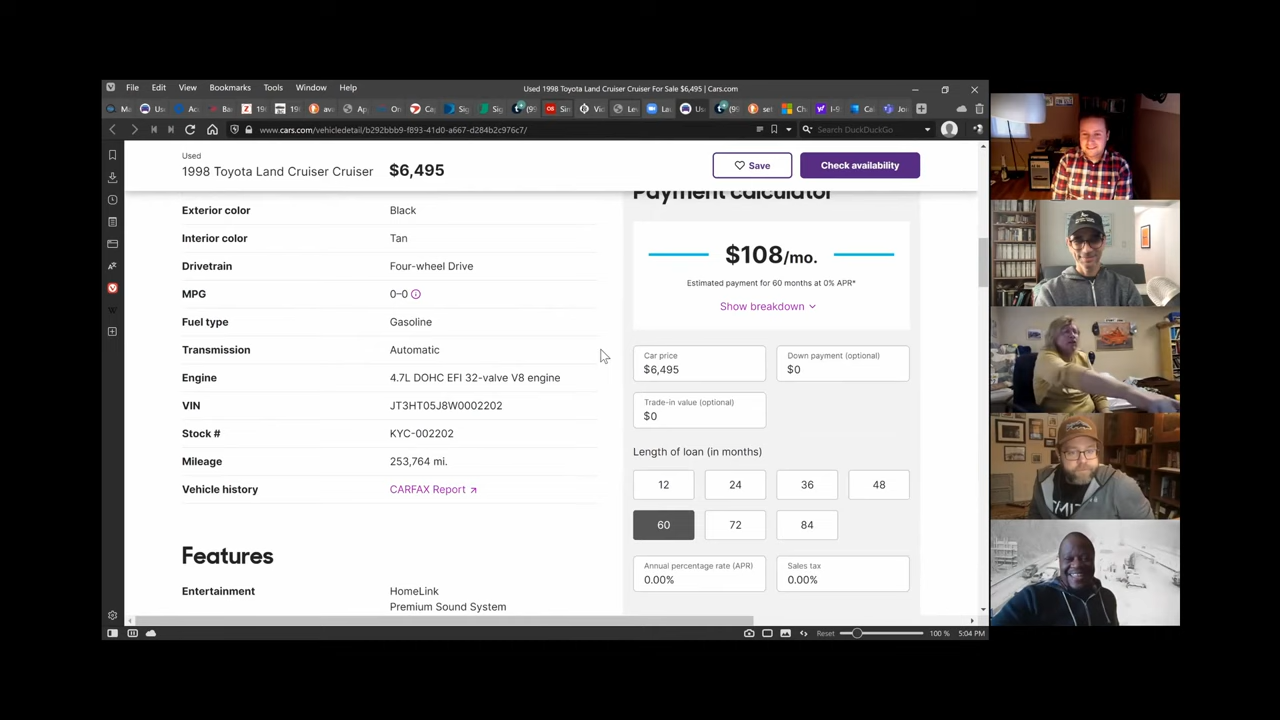 File Edit View Bookmarks Tools Window Help
Used 1998 Toyota Land Cruiser Cruiser For Sale $6,495 | Cars.com
www.cars.com/vehicledetail/b292bbb9-f893-41d0-a667-d284b2c976c7/
Search DuckDuckGo
Used
1998 Toyota Land Cruiser Cruiser $6,495
Save
Check availability
Exterior color Black
Interior color Tan
Drivetrain Four-wheel Drive
MPG 0–0
Fuel type Gasoline
Transmission Automatic
Engine 4.7L DOHC EFI 32-valve V8 engine
VIN JT3HT05J8W0002202
Stock # KYC-002202
Mileage 253,764 mi.
Vehicle history CARFAX Report
Features
Entertainment HomeLink
Premium Sound System
Payment calculator
$108/mo.
Estimated payment for 60 months at 0% APR*
Show breakdown
Car price
$6,495
Down payment (optional)
$0
Trade-in value (optional)
$0
Length of loan (in months)
12 24 36 48
60 72 84
Annual percentage rate (APR)
0.00%
Sales tax
0.00%
Reset 100 % 5:04 PM